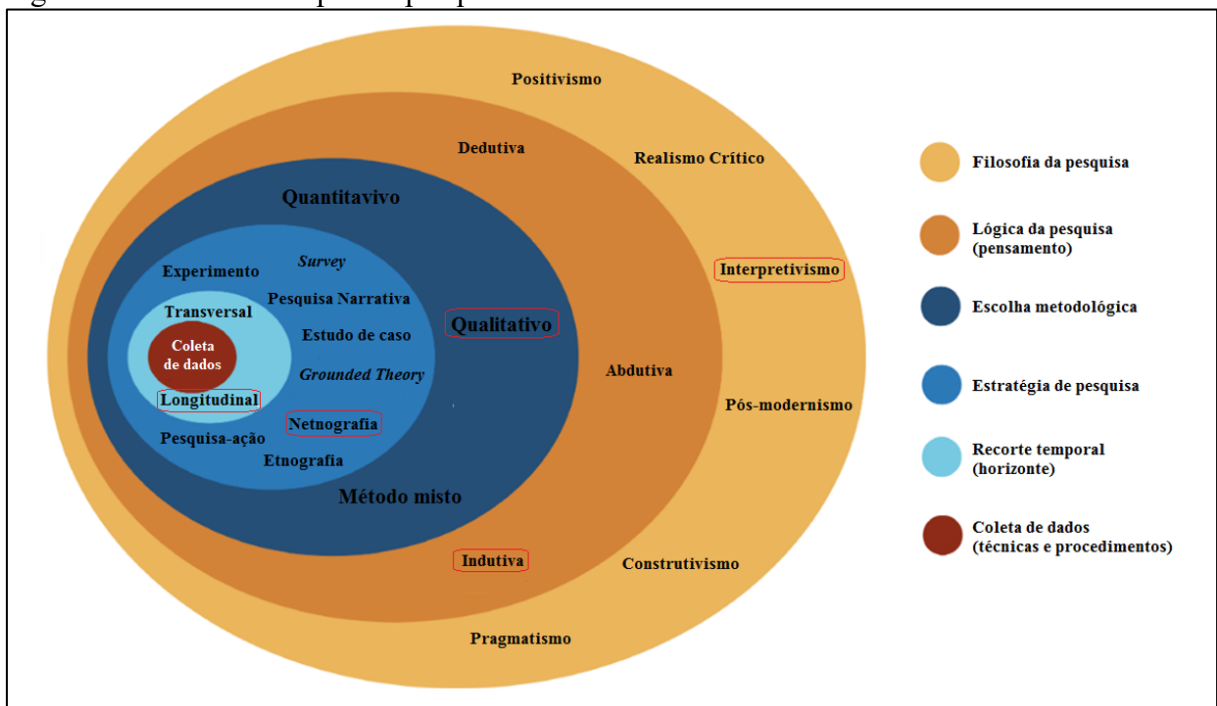 Positivismo
Dedutiva
Realismo Crítico
Quantitavivo
Survey
Experimento
Interpretivismo
Pesquisa Narrativa
Transversal
Qualitativo
Estudo de caso
Coleta
de dados
Grounded Theory
Abdutiva
Longitudinal
Pós-modernismo
Netnografia
Pesquisa-ação
Etnografia
Método misto
Indutiva
Construtivismo
Pragmatismo
Filosofia da pesquisa
Lógica da pesquisa
(pensamento)
Escolha metodológica
Estratégia de pesquisa
Recorte temporal
(horizonte)
Coleta de dados
(técnicas e procedimentos)